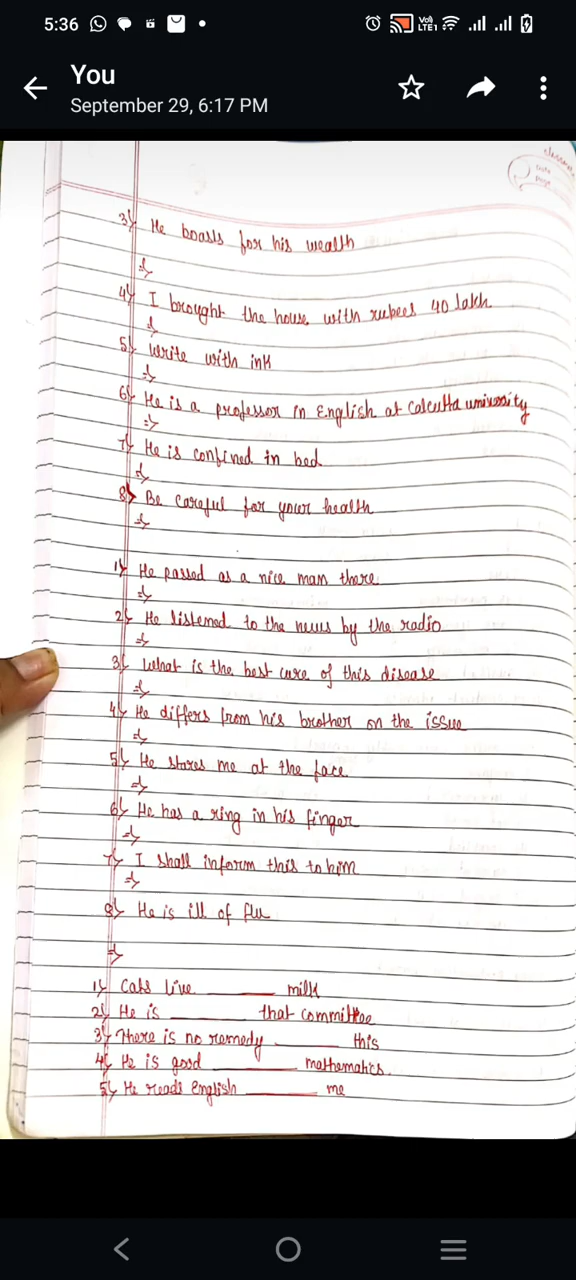 5:36
Vo) LTE1
You
September 29, 6:17 PM
classmate
Date
Page
3) He boasts for his wealth
⇒
4) I brought the house with rubees 40 lakh
⇒
5) Write with ink
⇒
6) He is a professor in English at Calcutta university
⇒
7) He is confined in bed
⇒
8) Be careful for your health
⇒
1) He passed as a nice man there
⇒
2) He listened to the news by the radio
⇒
3) What is the best cure of this disease
⇒
4) He differs from his brother on the issue
⇒
5) He stares me at the face
⇒
6) He has a ring in his finger
⇒
7) I shall inform this to him
⇒
8) He is ill of flu
⇒
1) Cats live ______ milk
2) He is ______ that committee
3) There is no remedy ______ this
4) He is good ______ mathematics.
5) He reads English ______ me